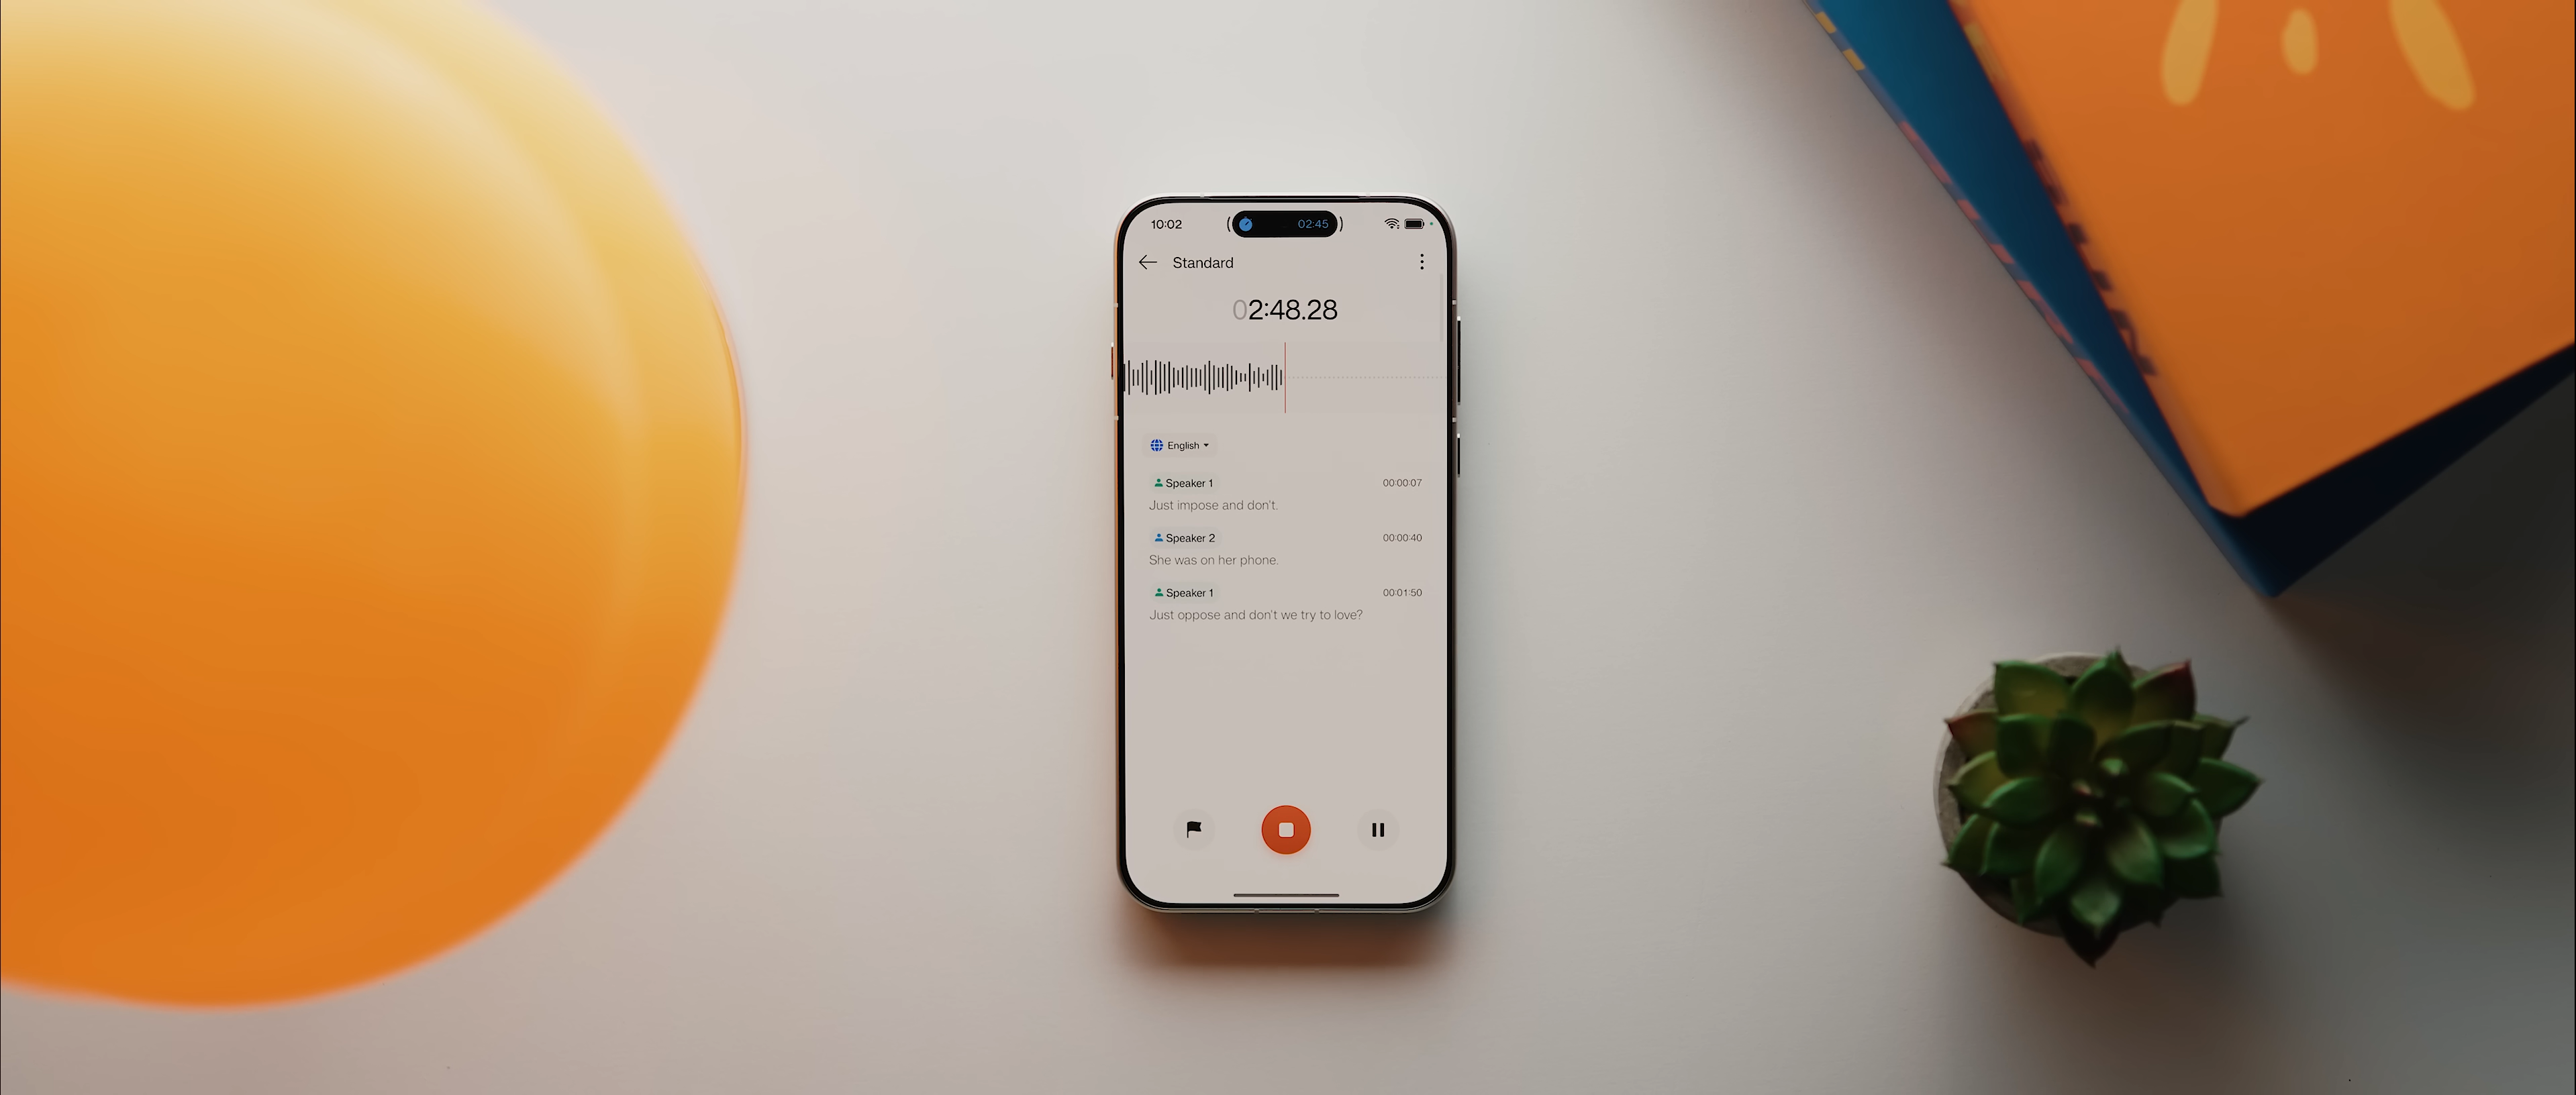 10:02
02:45
Standard
02:48.28
English
Speaker 1 00:00:07
Just impose and don't.
Speaker 2 00:00:40
She was on her phone.
Speaker 1 00:01:50
Just oppose and don't we try to love?